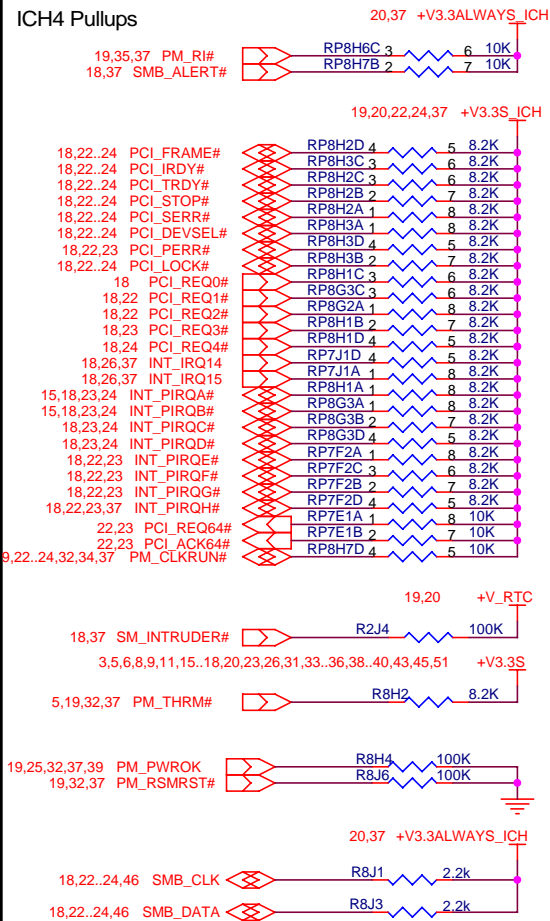 ICH4 Pullups
20,37 +V3.3ALWAYS_ICH
19,35,37 PM_RI# RP8H6C 3 6 10K
18,37 SMB_ALERT# RP8H7B 2 7 10K
19,20,22,24,37 +V3.3S_ICH
18,22..24 PCI_FRAME# RP8H2D 4 5 8.2K
18,22..24 PCI_IRDY# RP8H3C 3 6 8.2K
18,22..24 PCI_TRDY# RP8H2C 3 6 8.2K
18,22..24 PCI_STOP# RP8H2B 2 7 8.2K
18,22..24 PCI_SERR# RP8H2A 1 8 8.2K
18,22..24 PCI_DEVSEL# RP8H3A 1 8 8.2K
18,22,23 PCI_PERR# RP8H3D 4 5 8.2K
18,22..24 PCI_LOCK# RP8H3B 2 7 8.2K
18 PCI_REQ0# RP8H1C 3 6 8.2K
18,22 PCI_REQ1# RP8G3C 3 6 8.2K
18,22 PCI_REQ2# RP8G2A 1 8 8.2K
18,23 PCI_REQ3# RP8H1B 2 7 8.2K
18,24 PCI_REQ4# RP8H1D 4 5 8.2K
18,26,37 INT_IRQ14 RP7J1D 4 5 8.2K
18,26,37 INT_IRQ15 RP7J1A 1 8 8.2K
15,18,23,24 INT_PIRQA# RP8H1A 1 8 8.2K
15,18,23,24 INT_PIRQB# RP8G3A 1 8 8.2K
18,23,24 INT_PIRQC# RP8G3B 2 7 8.2K
18,23,24 INT_PIRQD# RP8G3D 4 5 8.2K
18,22,23 INT_PIRQE# RP7F2A 1 8 8.2K
18,22,23 INT_PIRQF# RP7F2C 3 6 8.2K
18,22,23 INT_PIRQG# RP7F2B 2 7 8.2K
18,22,23,37 INT_PIRQH# RP7F2D 4 5 8.2K
22,23 PCI_REQ64# RP7E1A 1 8 10K
22,23 PCI_ACK64# RP7E1B 2 7 10K
9,22..24,32,34,37 PM_CLKRUN# RP8H7D 4 5 10K
19,20 +V_RTC
18,37 SM_INTRUDER# R2J4 100K
3,5,6,8,9,11,15..18,20,23,26,31,33..36,38..40,43,45,51 +V3.3S
5,19,32,37 PM_THRM# R8H2 8.2K
19,25,32,37,39 PM_PWROK R8H4 100K
19,32,37 PM_RSMRST# R8J6 100K
20,37 +V3.3ALWAYS_ICH
18,22..24,46 SMB_CLK R8J1 2.2k
18,22..24,46 SMB_DATA R8J3 2.2k